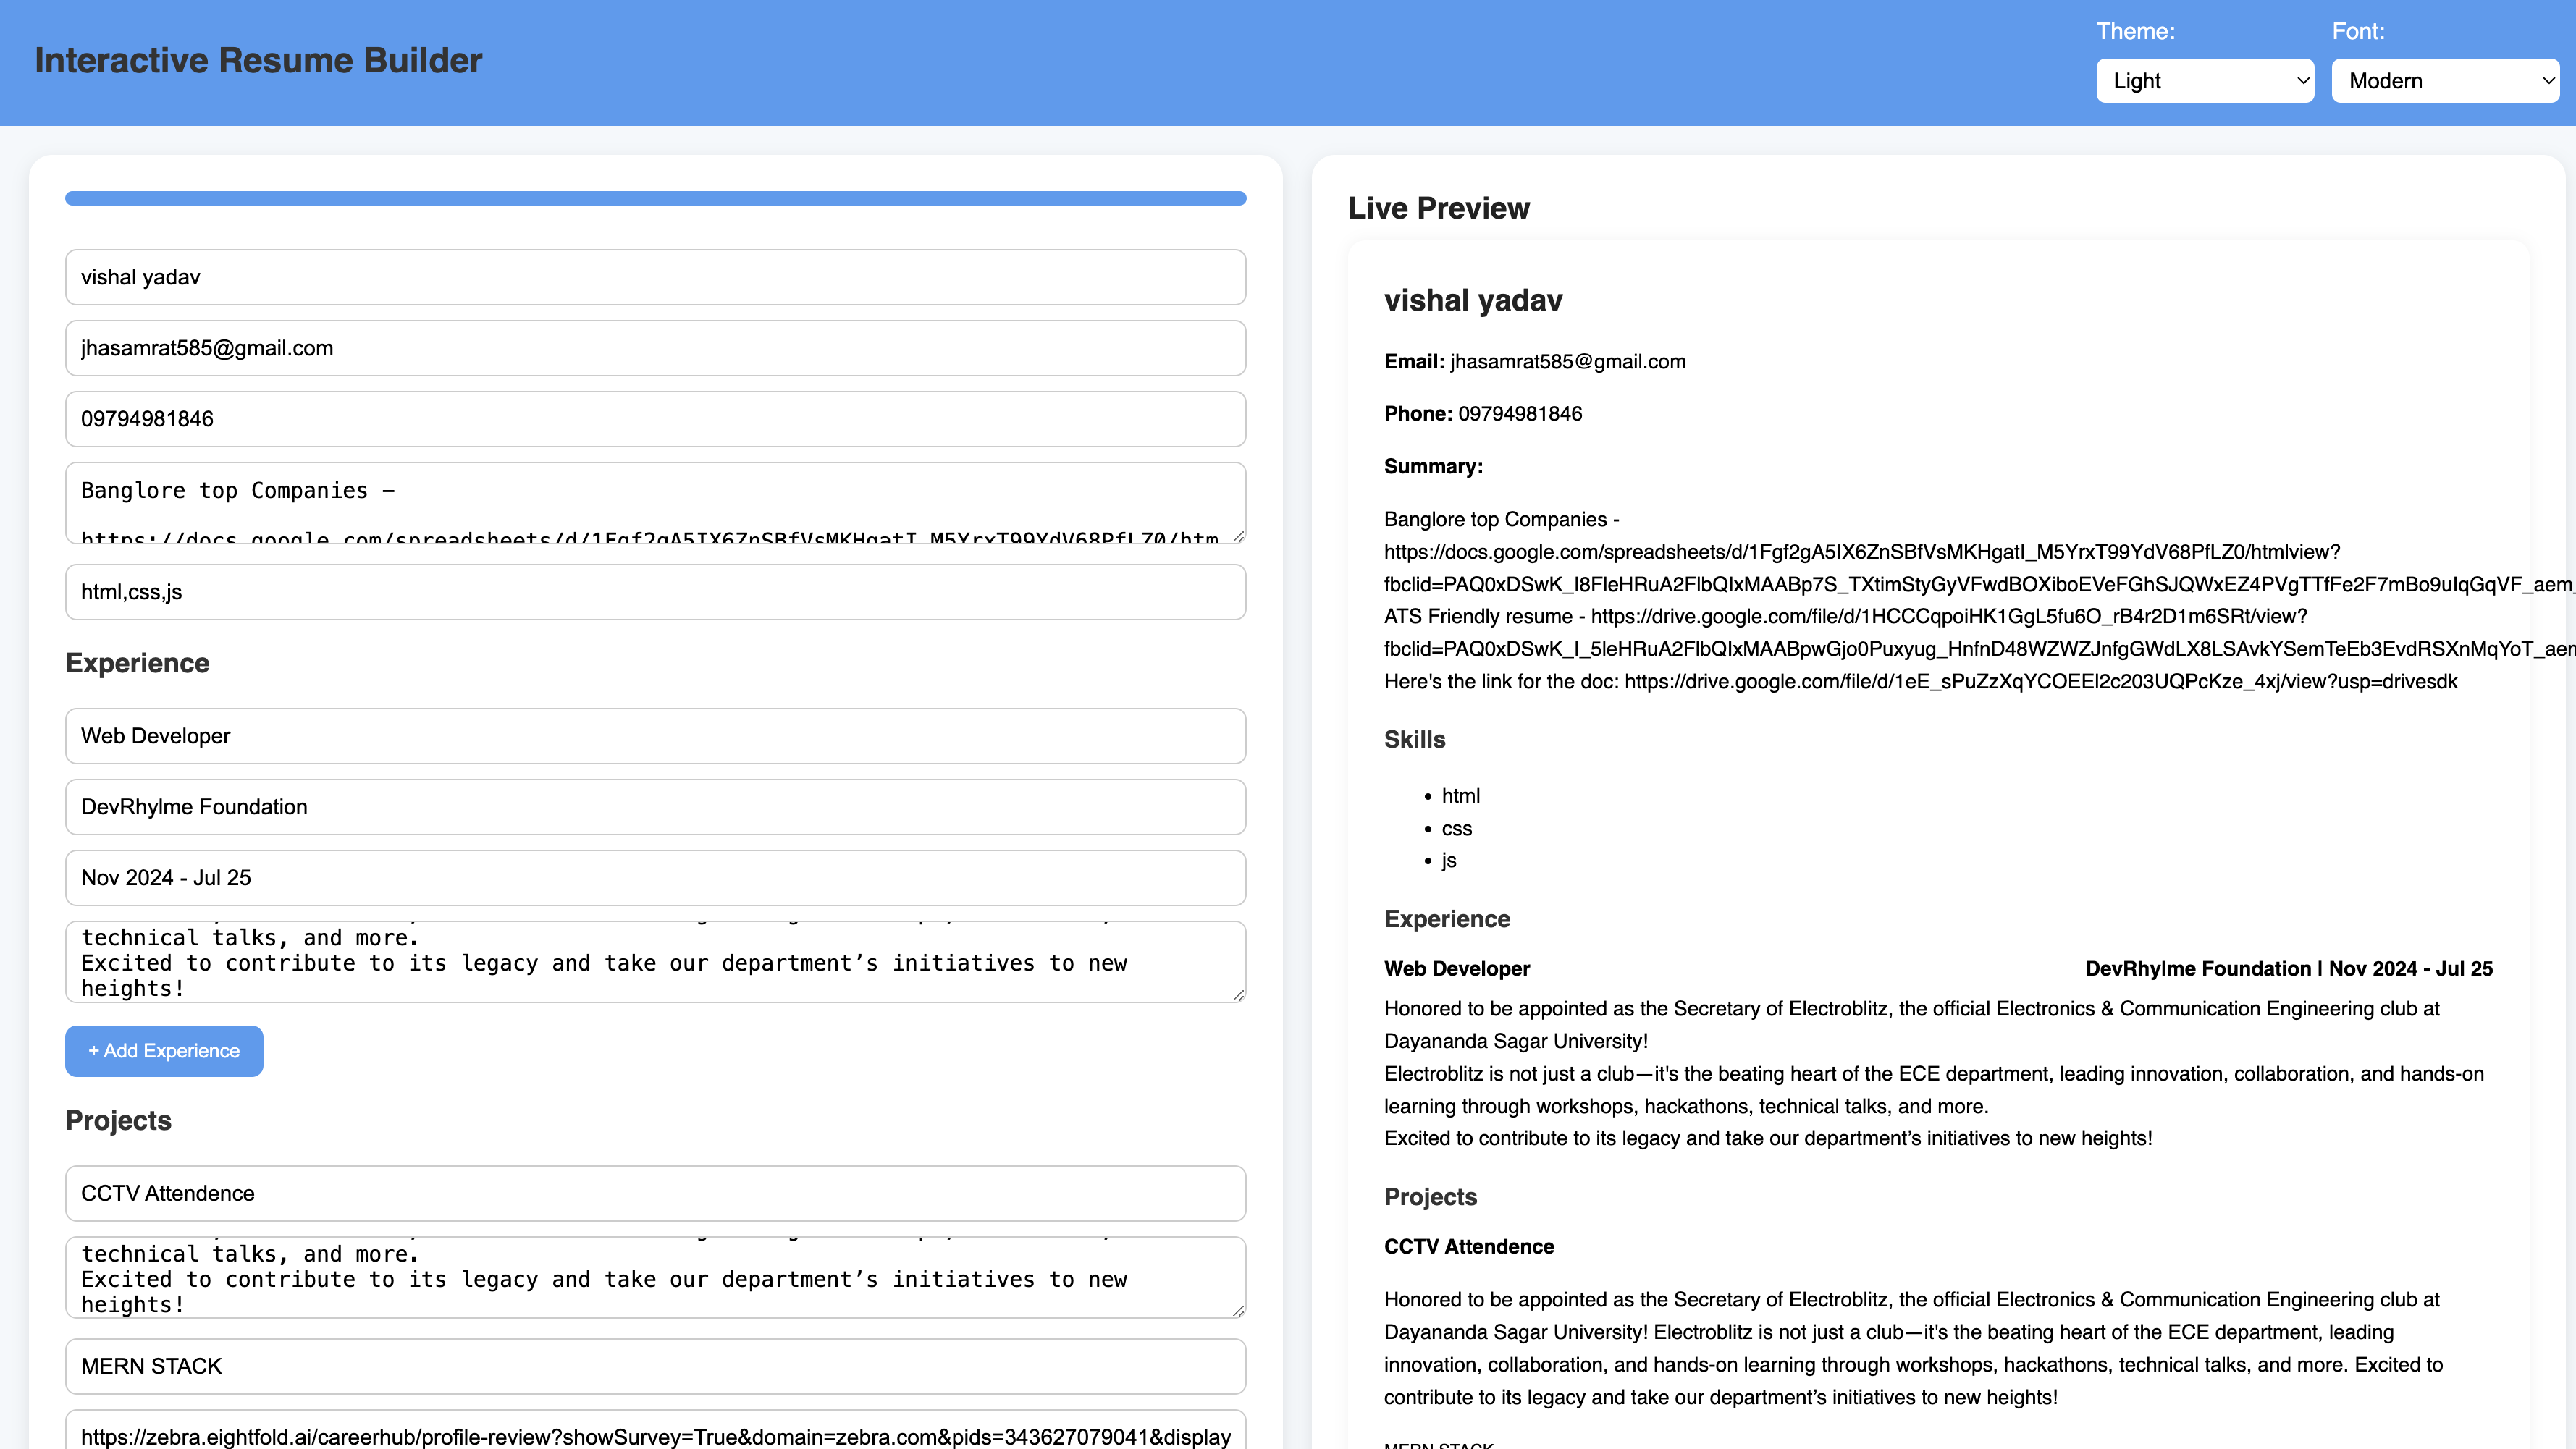 Interactive Resume Builder
Theme:
Font:
Light
Modern
vishal yadav
jhasamrat585@gmail.com
09794981846
Banglore top Companies -
html,css,js
Experience
Web Developer
DevRhylme Foundation
Nov 2024 - Jul 25
technical talks, and more.
Excited to contribute to its legacy and take our department’s initiatives to new
heights!
+ Add Experience
Projects
CCTV Attendence
technical talks, and more.
Excited to contribute to its legacy and take our department’s initiatives to new
heights!
MERN STACK
https://zebra.eightfold.ai/careerhub/profile-review?showSurvey=True&domain=zebra.com&pids=343627079041&display
Live Preview
vishal yadav
Email: jhasamrat585@gmail.com
Phone: 09794981846
Summary:
Banglore top Companies -
https://docs.google.com/spreadsheets/d/1Fgf2gA5IX6ZnSBfVsMKHgatI_M5YrxT99YdV68PfLZ0/htmlview?
fbclid=PAQ0xDSwK_I8FleHRuA2FlbQIxMAABp7S_TXtimStyGyVFwdBOXiboEVeFGhSJQWxEZ4PVgTTfFe2F7mBo9uIqGqVF_aem_
ATS Friendly resume - https://drive.google.com/file/d/1HCCCqpoiHK1GgL5fu6O_rB4r2D1m6SRt/view?
fbclid=PAQ0xDSwK_I_5leHRuA2FlbQIxMAABpwGjo0Puxyug_HnfnD48WZWZJnfgGWdLX8LSAvkYSemTeEb3EvdRSXnMqYoT_aem
Here's the link for the doc: https://drive.google.com/file/d/1eE_sPuZzXqYCOEEl2c203UQPcKze_4xj/view?usp=drivesdk
Skills
• html
• css
• js
Experience
Web Developer
DevRhylme Foundation | Nov 2024 - Jul 25
Honored to be appointed as the Secretary of Electroblitz, the official Electronics & Communication Engineering club at
Dayananda Sagar University!
Electroblitz is not just a club—it's the beating heart of the ECE department, leading innovation, collaboration, and hands-on
learning through workshops, hackathons, technical talks, and more.
Excited to contribute to its legacy and take our department’s initiatives to new heights!
Projects
CCTV Attendence
Honored to be appointed as the Secretary of Electroblitz, the official Electronics & Communication Engineering club at
Dayananda Sagar University! Electroblitz is not just a club—it's the beating heart of the ECE department, leading
innovation, collaboration, and hands-on learning through workshops, hackathons, technical talks, and more. Excited to
contribute to its legacy and take our department’s initiatives to new heights!